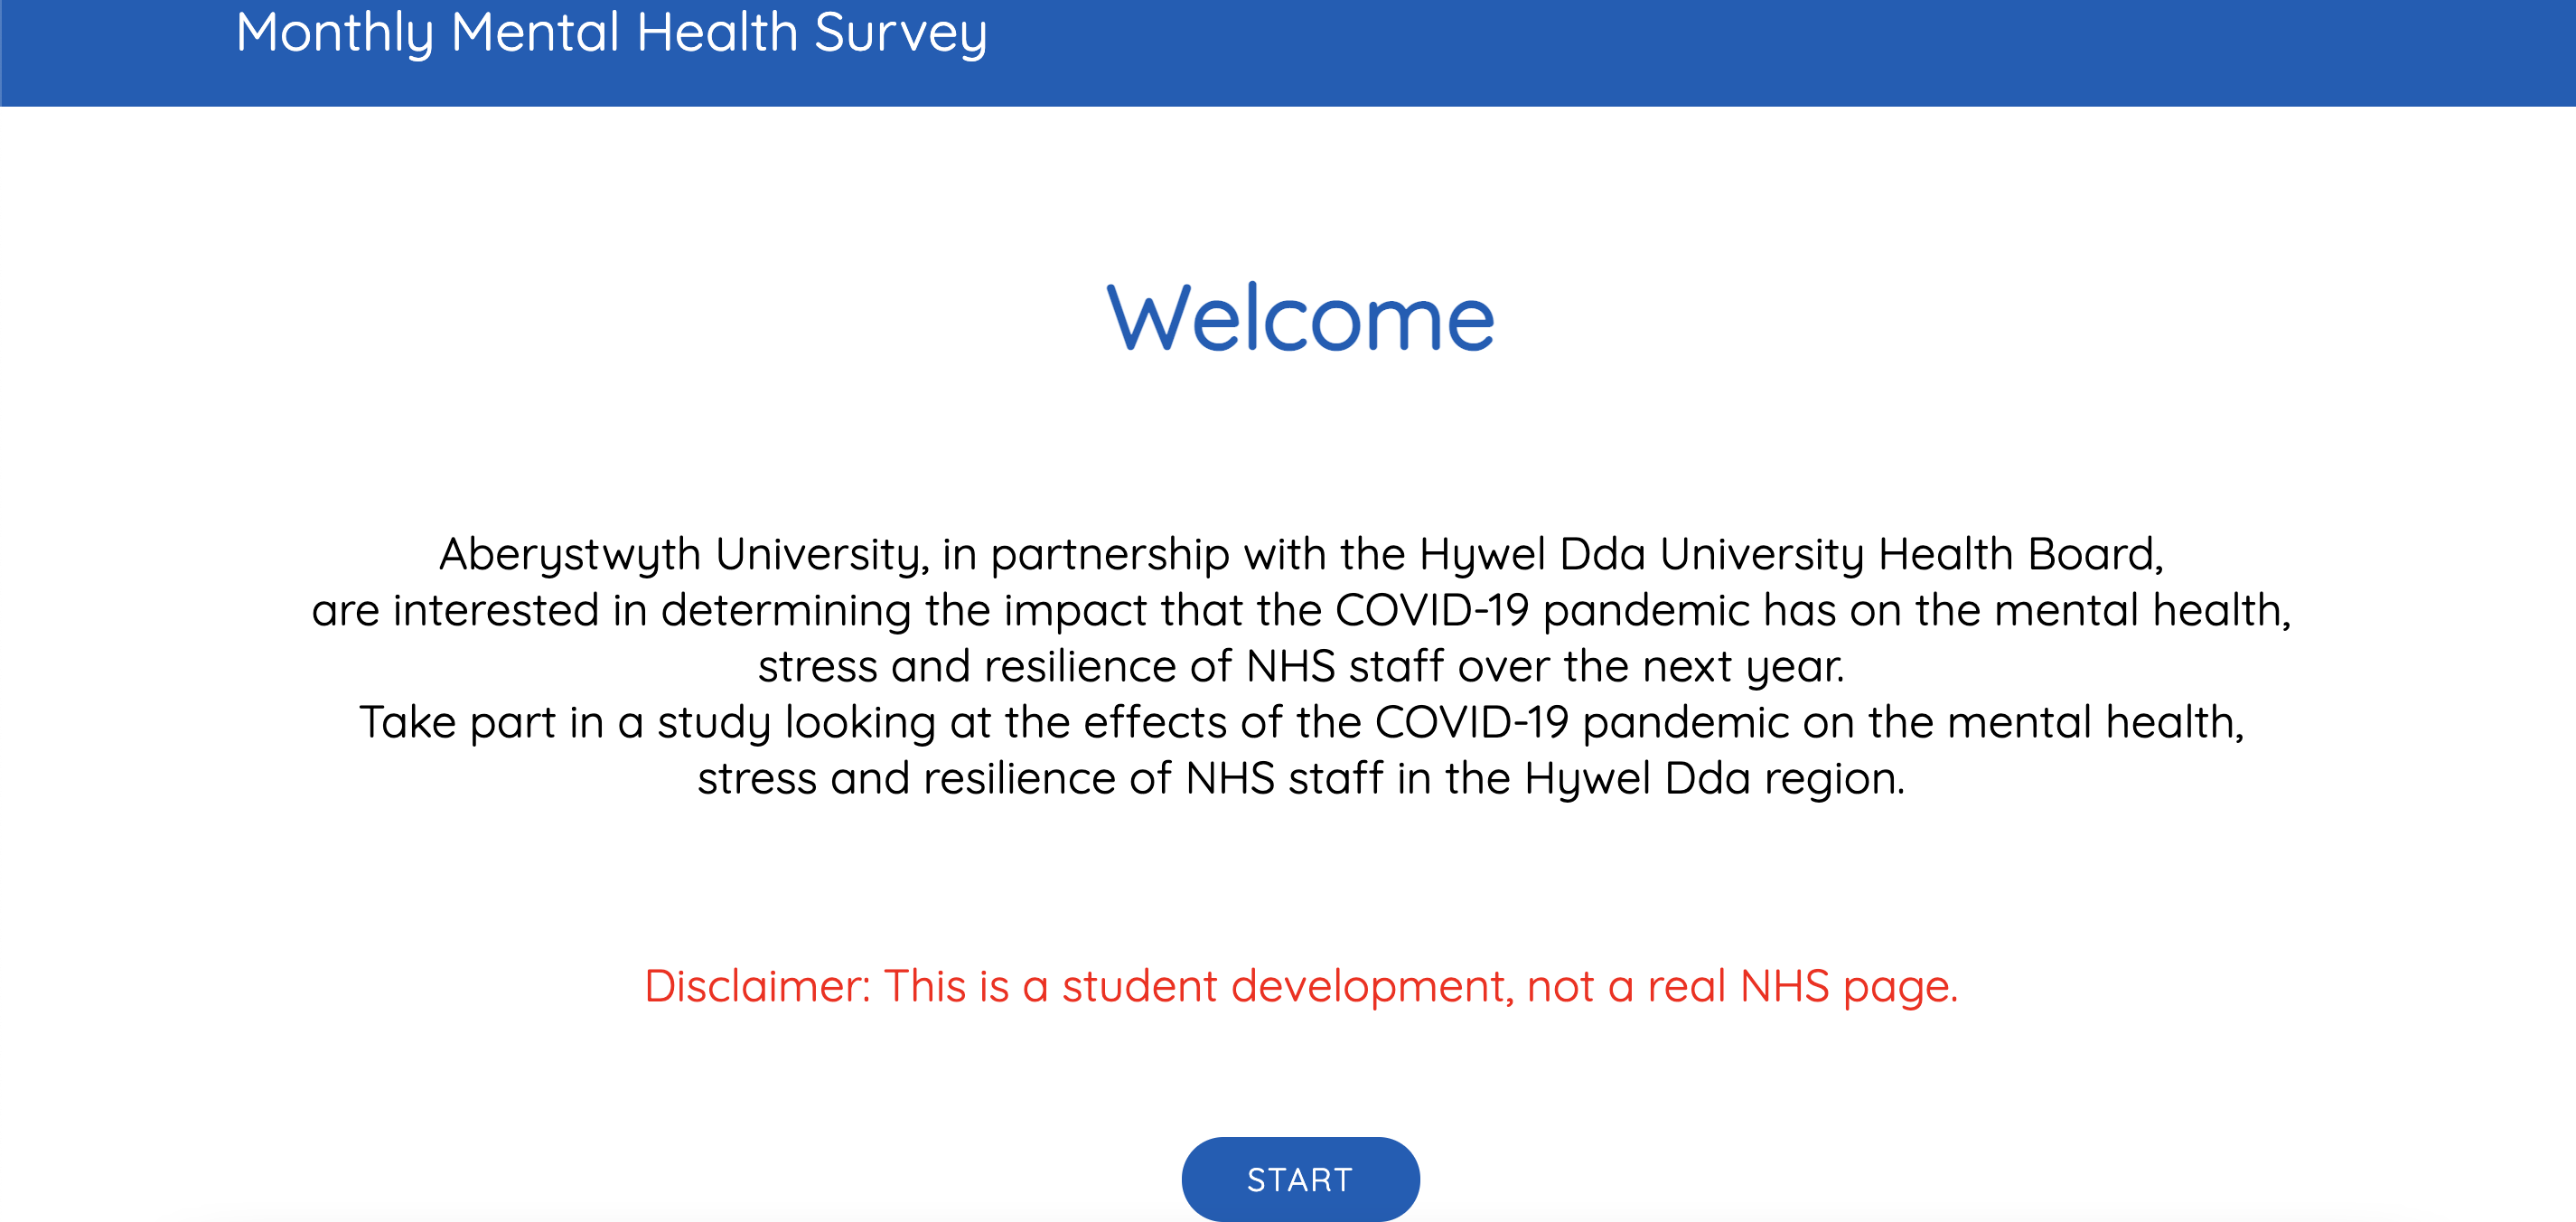 Monthly Mental Health Survey
Welcome
Aberystwyth University, in partnership with the Hywel Dda University Health Board,
are interested in determining the impact that the COVID-19 pandemic has on the mental health,
stress and resilience of NHS staff over the next year.
Take part in a study looking at the effects of the COVID-19 pandemic on the mental health,
stress and resilience of NHS staff in the Hywel Dda region.
Disclaimer: This is a student development, not a real NHS page.
START